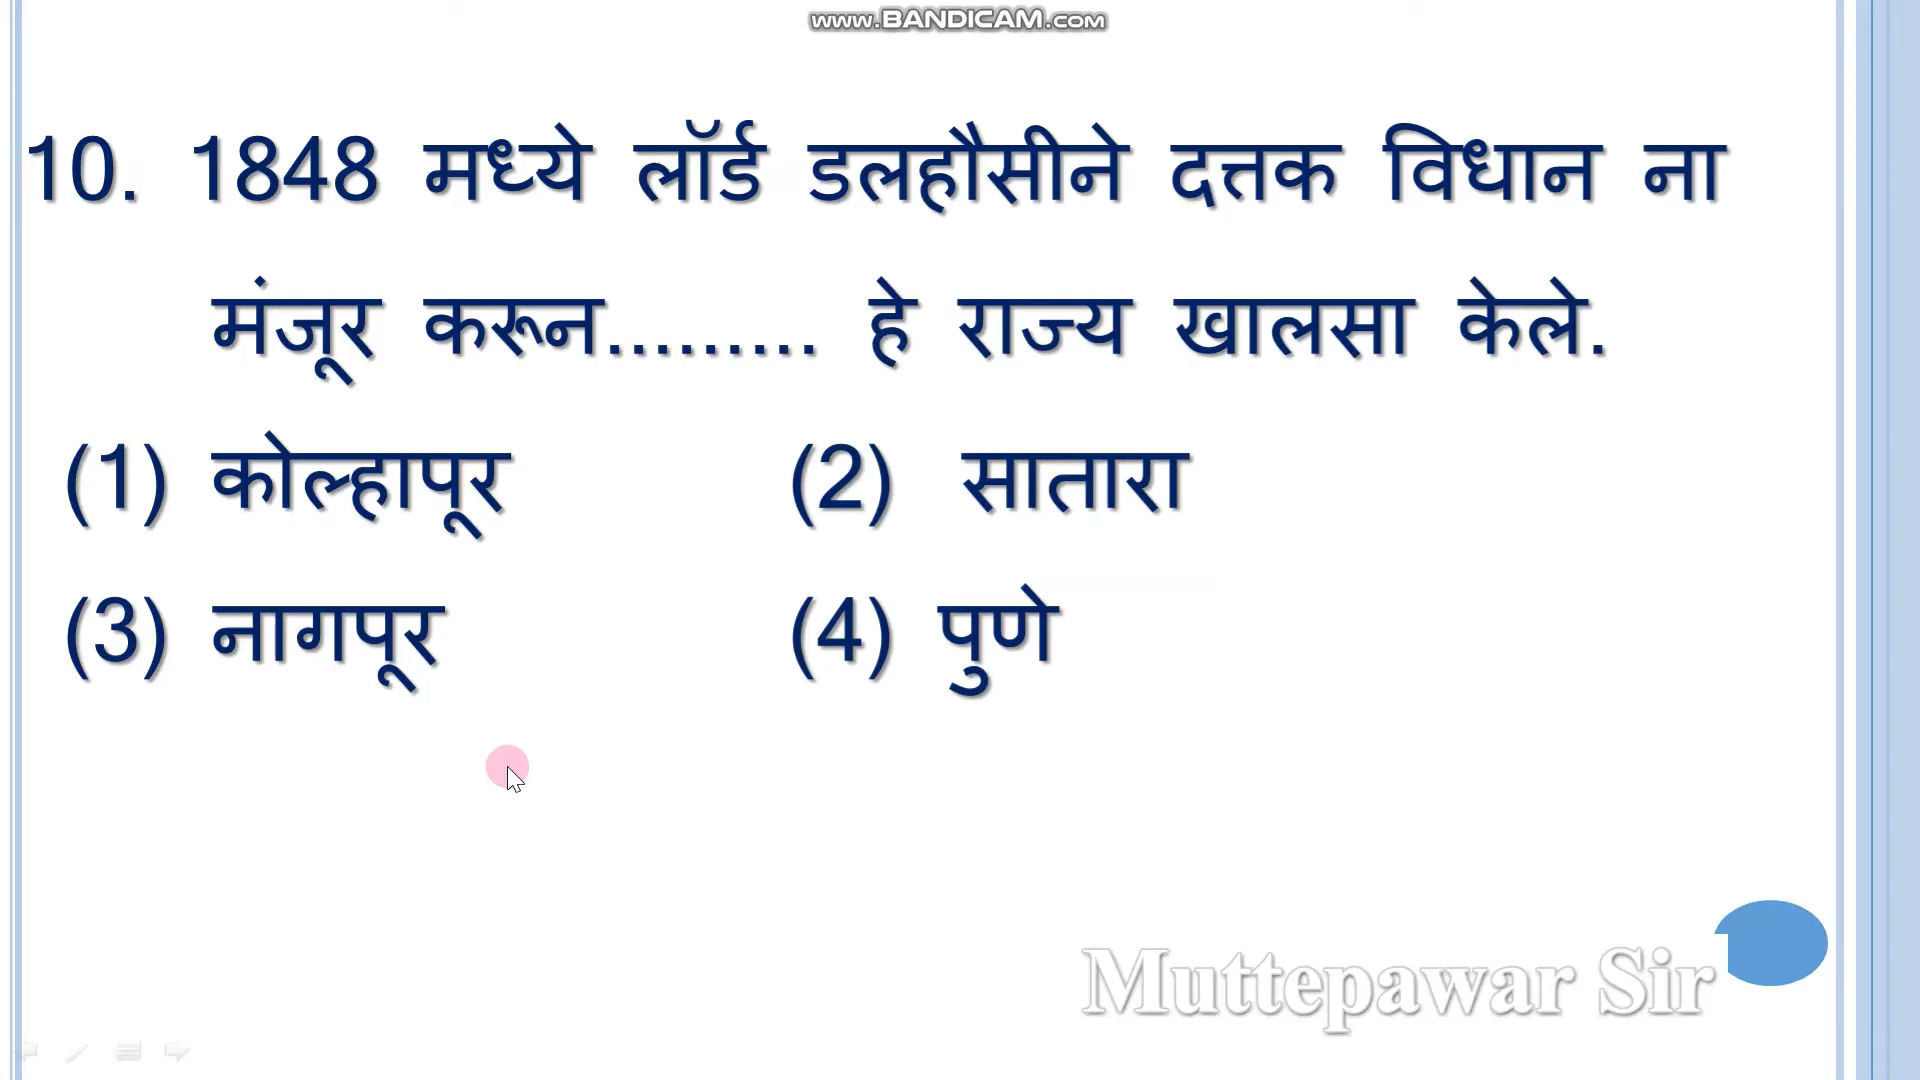 www.BANDICAM.com
10. 1848 मध्ये लॉर्ड डलहौसीने दत्तक विधान ना
मंजूर करून......... हे राज्य खालसा केले.
(1) कोल्हापूर (2) सातारा
(3) नागपूर (4) पुणे
Muttepawar Sir